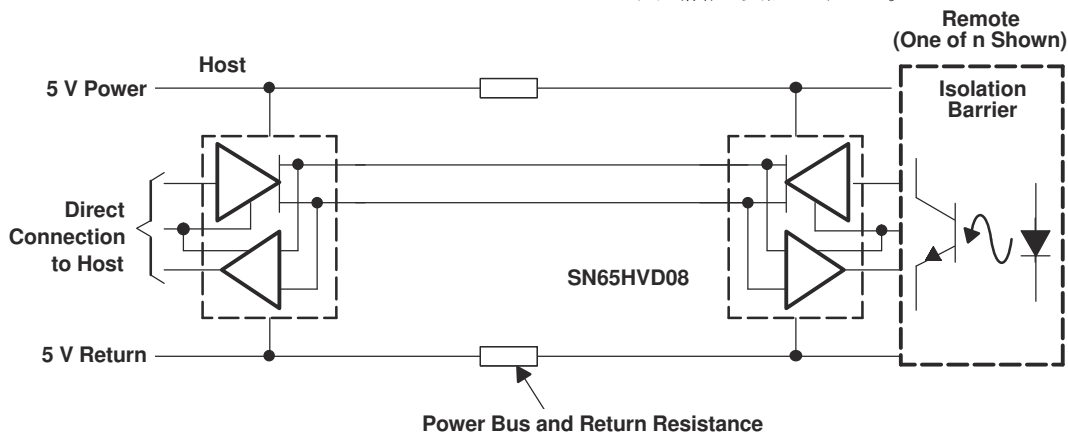 Remote
(One of n Shown)
Host
5 V Power
Isolation
Barrier
Direct
Connection
to Host
SN65HVD08
5 V Return
Power Bus and Return Resistance